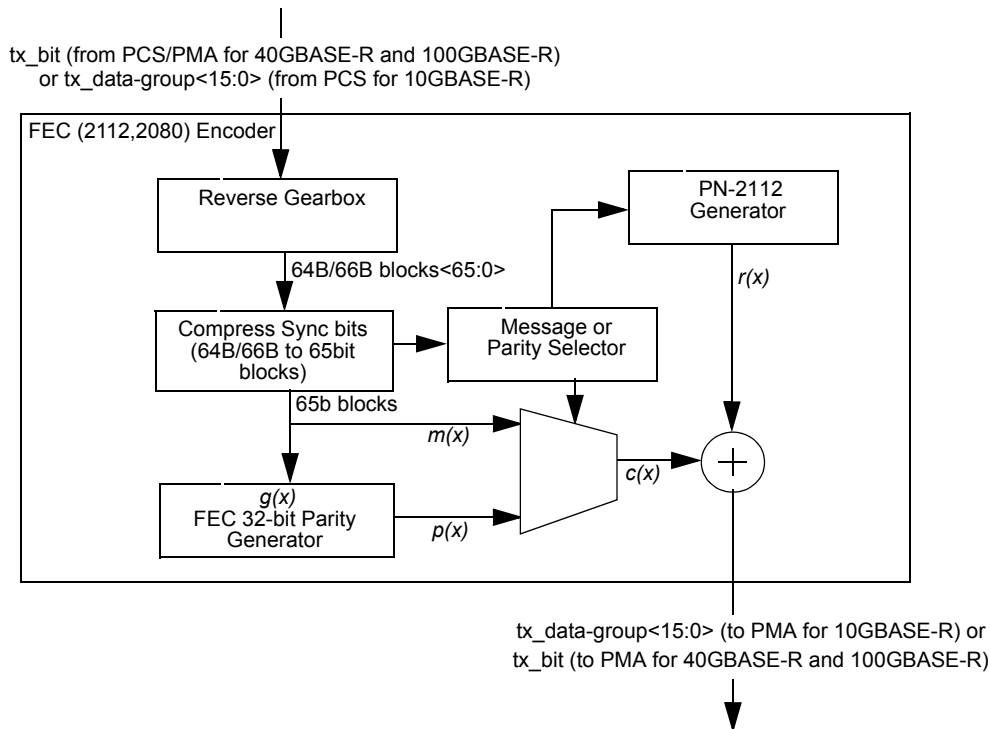 tx_bit (from PCS/PMA for 40GBASE-R and 100GBASE-R)
or tx_data-group<15:0> (from PCS for 10GBASE-R)
FEC (2112,2080) Encoder
Reverse Gearbox
PN-2112
Generator
64B/66B blocks<65:0>
r(x)
Compress Sync bits
(64B/66B to 65bit
blocks)
Message or
Parity Selector
65b blocks
m(x)
c(x)
g(x)
FEC 32-bit Parity
Generator
p(x)
tx_data-group<15:0> (to PMA for 10GBASE-R) or
tx_bit (to PMA for 40GBASE-R and 100GBASE-R)